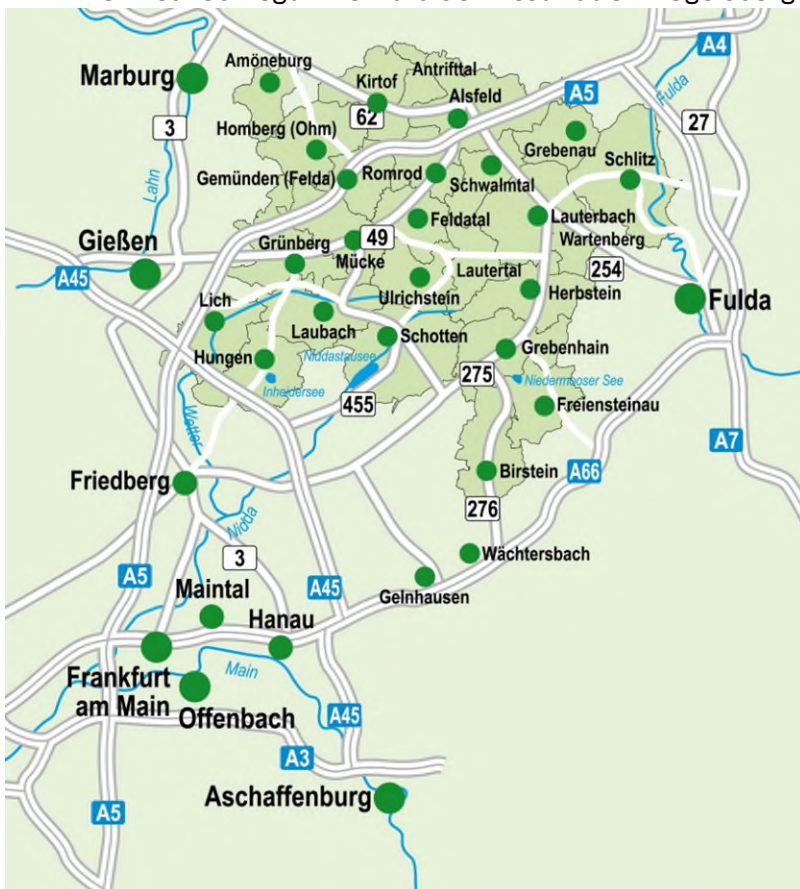 A4
Marburg
Amöneburg
Antrifttal
Kirtof
Alsfeld
A5
Fulda
62
3
27
Homberg (Ohm)
Grebenau
Schlitz
Lahn
Gemünden (Felda)
Romrod
Schwalmtal
Feldatal
Lauterbach
Gießen
49
Wartenberg
Grünberg
Mücke
Lautertal
254
A45
Ulrichstein
Herbstein
Fulda
Lich
Laubach
Schotten
Hungen
Niddastausee
Grebenhain
275
Niedermooser See
Inheidersee
455
Freiensteinau
Wetter
A7
Friedberg
Birstein
A66
276
Nidda
3
Wächtersbach
A5
A45
Maintal
Gelnhausen
Hanau
Main
Frankfurt
am Main
Offenbach
A45
A3
Aschaffenburg
A5